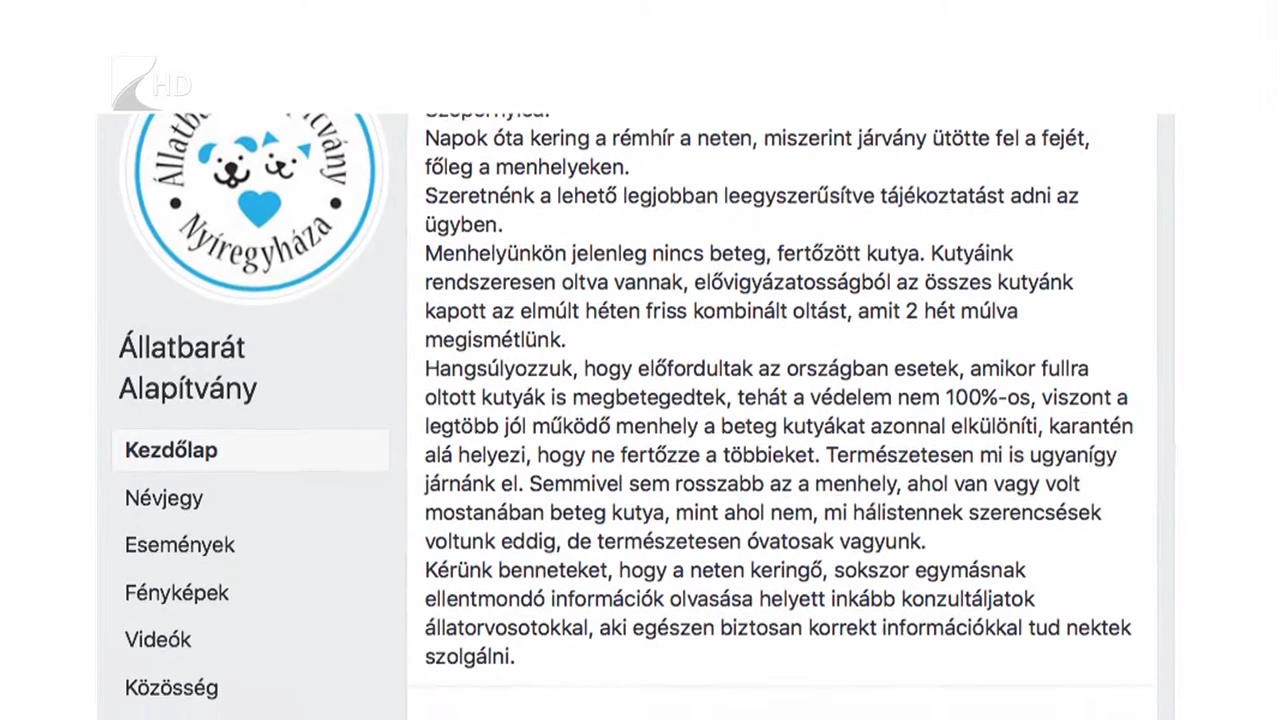 HD
Állatbarát
Nyíregyháza
Állatbarát
Alapítvány
Kezdőlap
Névjegy
Események
Fényképek
Videók
Közösség
Napok óta kering a rémhír a neten, miszerint járvány ütötte fel a fejét,
főleg a menhelyeken.
Szeretnénk a lehető legjobban leegyszerűsítve tájékoztatást adni az
ügyben.
Menhelyünkön jelenleg nincs beteg, fertőzött kutya. Kutyáink
rendszeresen oltva vannak, elővigyázatosságból az összes kutyánk
kapott az elmúlt héten friss kombinált oltást, amit 2 hét múlva
megismétlünk.
Hangsúlyozzuk, hogy előfordultak az országban esetek, amikor fullra
oltott kutyák is megbetegedtek, tehát a védelem nem 100%-os, viszont a
legtöbb jól működő menhely a beteg kutyákat azonnal elkülöníti, karantén
alá helyezi, hogy ne fertőzze a többieket. Természetesen mi is ugyanígy
járnánk el. Semmivel sem rosszabb az a menhely, ahol van vagy volt
mostanában beteg kutya, mint ahol nem, mi hálistennek szerencsések
voltunk eddig, de természetesen óvatosak vagyunk.
Kérünk benneteket, hogy a neten keringő, sokszor egymásnak
ellentmondó információk olvasása helyett inkább konzultáljatok
állatorvosotokkal, aki egészen biztosan korrekt információkkal tud nektek
szolgálni.